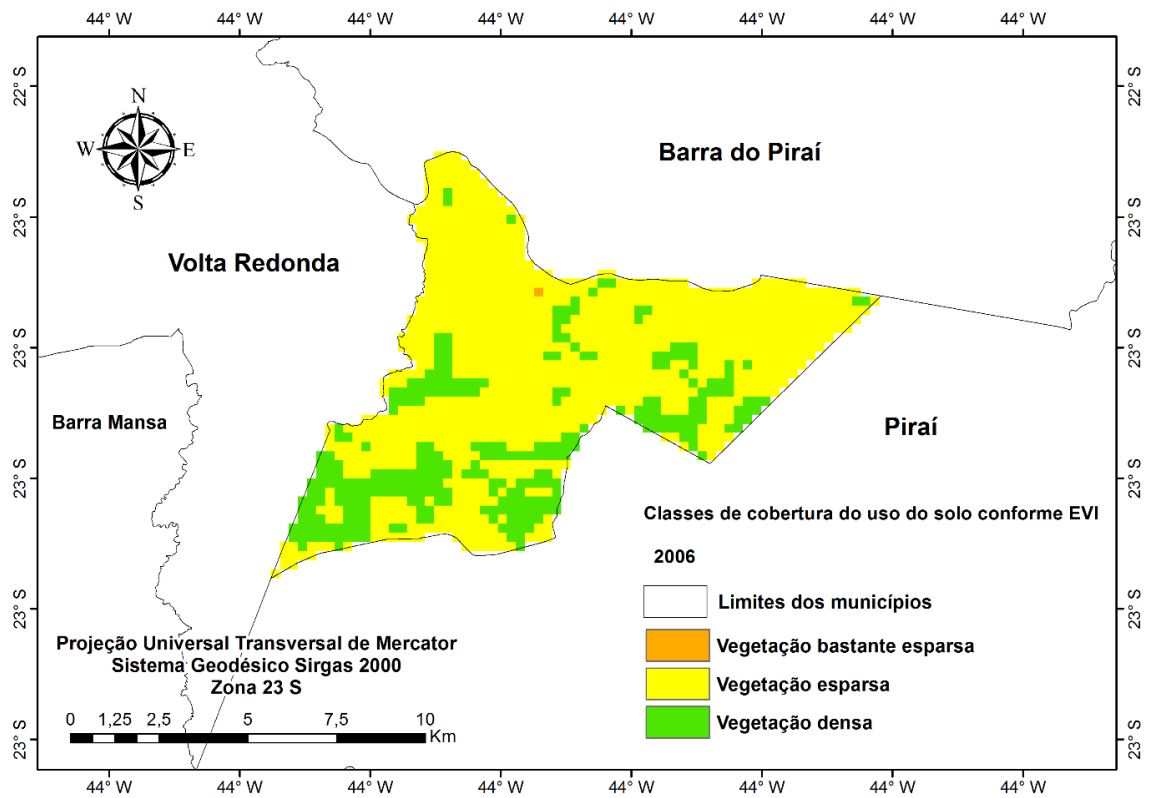 44° W 44° W 44° W 44° W 44° W 44° W 44° W 44° W
22° S 22° S
N
W E
S
Barra do Piraí
23° S 23° S
Volta Redonda
23° S 23° S
Barra Mansa
Piraí
23° S 23° S
Classes de cobertura do uso do solo conforme EVI
2006
Limites dos municípios
23° S 23° S
Projeção Universal Transversal de Mercator
Vegetação bastante esparsa
Sistema Geodésico Sirgas 2000
Vegetação esparsa
Zona 23 S
Vegetação densa
0 1,25 2,5 5 7,5 10
Km
23° S 23° S
44° W 44° W 44° W 44° W 44° W 44° W 44° W 44° W